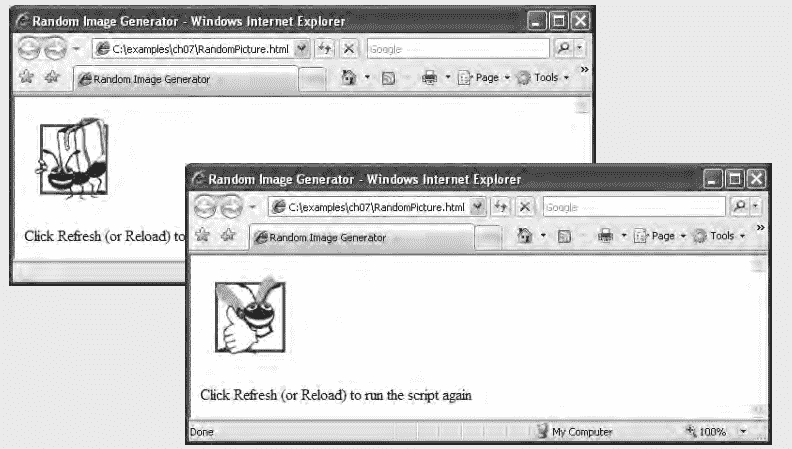 Random Image Generator - Windows Internet Explorer
C:\examples\ch07\RandomPicture.html
Google
Random Image Generator
Page
Tools
»
Click Refresh (or Reload) to
Random Image Generator - Windows Internet Explorer
C:\examples\ch07\RandomPicture.html
Google
Random Image Generator
Page
Tools
»
Click Refresh (or Reload) to run the script again
Done
My Computer
100%